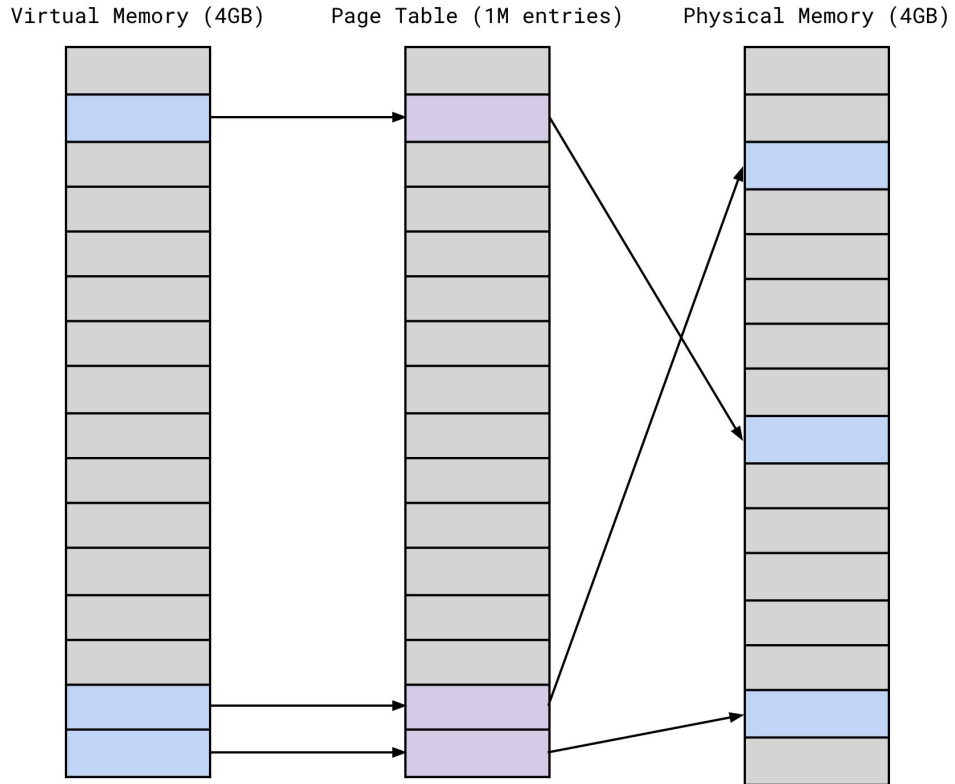 Virtual Memory (4GB)
Page Table (1M entries)
Physical Memory (4GB)